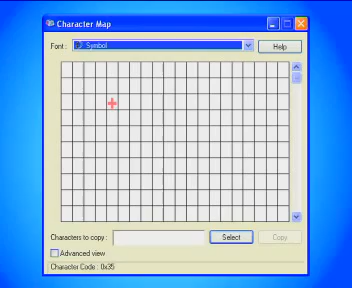 Character Map
Font :
Symbol
Help
Characters to copy :
Select
Copy
Advanced view
Character Code : 0x35